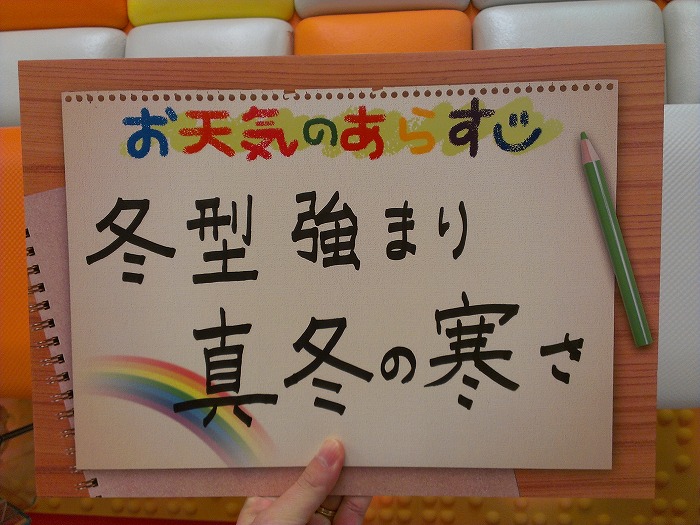 お天気のあらすじ
冬型 強まり
真冬の寒さ